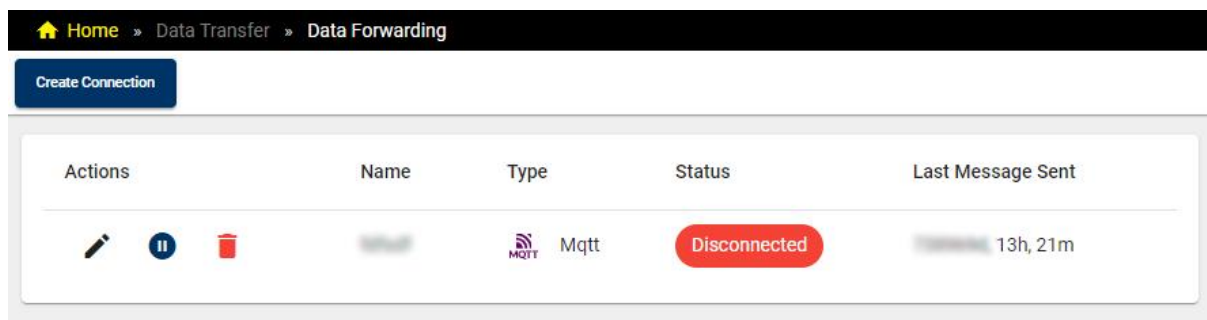 Home » Data Transfer » Data Forwarding
Create Connection
Actions Name Type Status Last Message Sent
MQTT Mqtt Disconnected , 13h, 21m